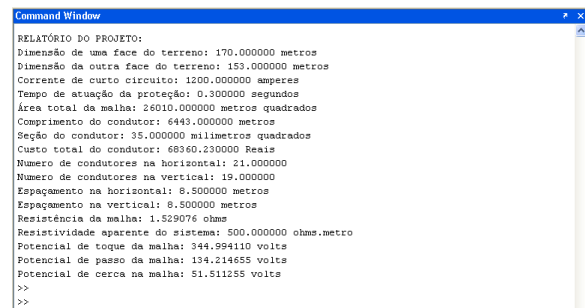 Command Window
RELATÓRIO DO PROJETO:
Dimensão de uma face do terreno: 170.000000 metros
Dimensão da outra face do terreno: 153.000000 metros
Corrente de curto circuito: 1200.000000 amperes
Tempo de atuação da proteção: 0.300000 segundos
Área total da malha: 26010.000000 metros quadrados
Comprimento do condutor: 6443.000000 metros
Seção do condutor: 35.000000 milimetros quadrados
Custo total do condutor: 68360.230000 Reais
Numero de condutores na horizontal: 21.000000
Numero de condutores na vertical: 19.000000
Espaçamento na horizontal: 8.500000 metros
Espaçamento na vertical: 8.500000 metros
Resistência da malha: 1.529076 ohms
Resistividade aparente do sistema: 500.000000 ohms.metro
Potencial de toque da malha: 344.994110 volts
Potencial de passo da malha: 134.214655 volts
Potencial de cerca na malha: 51.511255 volts
>>
>>